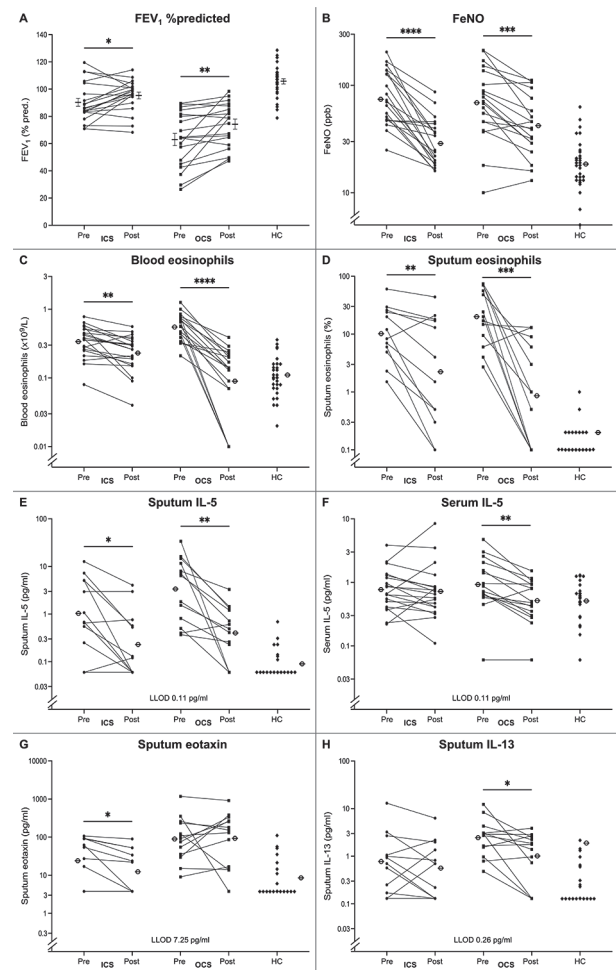 A FEV1 %predicted
FEV1 (% pred.)
140
120
100
80
60
40
20
0
*
**
Pre ICS Post Pre OCS Post HC
B FeNO
FeNO (ppb)
300
100
30
10
****
***
Pre ICS Post Pre OCS Post HC
C Blood eosinophils
Blood eosinophils (x10⁹/L)
3
1
0.3
0.1
0.03
0.01
**
****
Pre ICS Post Pre OCS Post HC
D Sputum eosinophils
Sputum eosinophils (%)
100
30
10
3
1
0.3
0.1
**
***
Pre ICS Post Pre OCS Post HC
E Sputum IL-5
Sputum IL-5 (pg/ml)
100
30
10
3
1
0.3
0.1
0.03
*
**
LLOD 0.11 pg/ml
Pre ICS Post Pre OCS Post HC
F Serum IL-5
Serum IL-5 (pg/ml)
10
3
1
0.3
0.1
0.03
**
LLOD 0.11 pg/ml
Pre ICS Post Pre OCS Post HC
G Sputum eotaxin
Sputum eotaxin (pg/ml)
10000
1000
100
30
10
3
1
0.3
*
LLOD 7.25 pg/ml
Pre ICS Post Pre OCS Post HC
H Sputum IL-13
Sputum IL-13 (pg/ml)
100
30
10
3
1
0.3
0.1
0.03
*
LLOD 0.26 pg/ml
Pre ICS Post Pre OCS Post HC